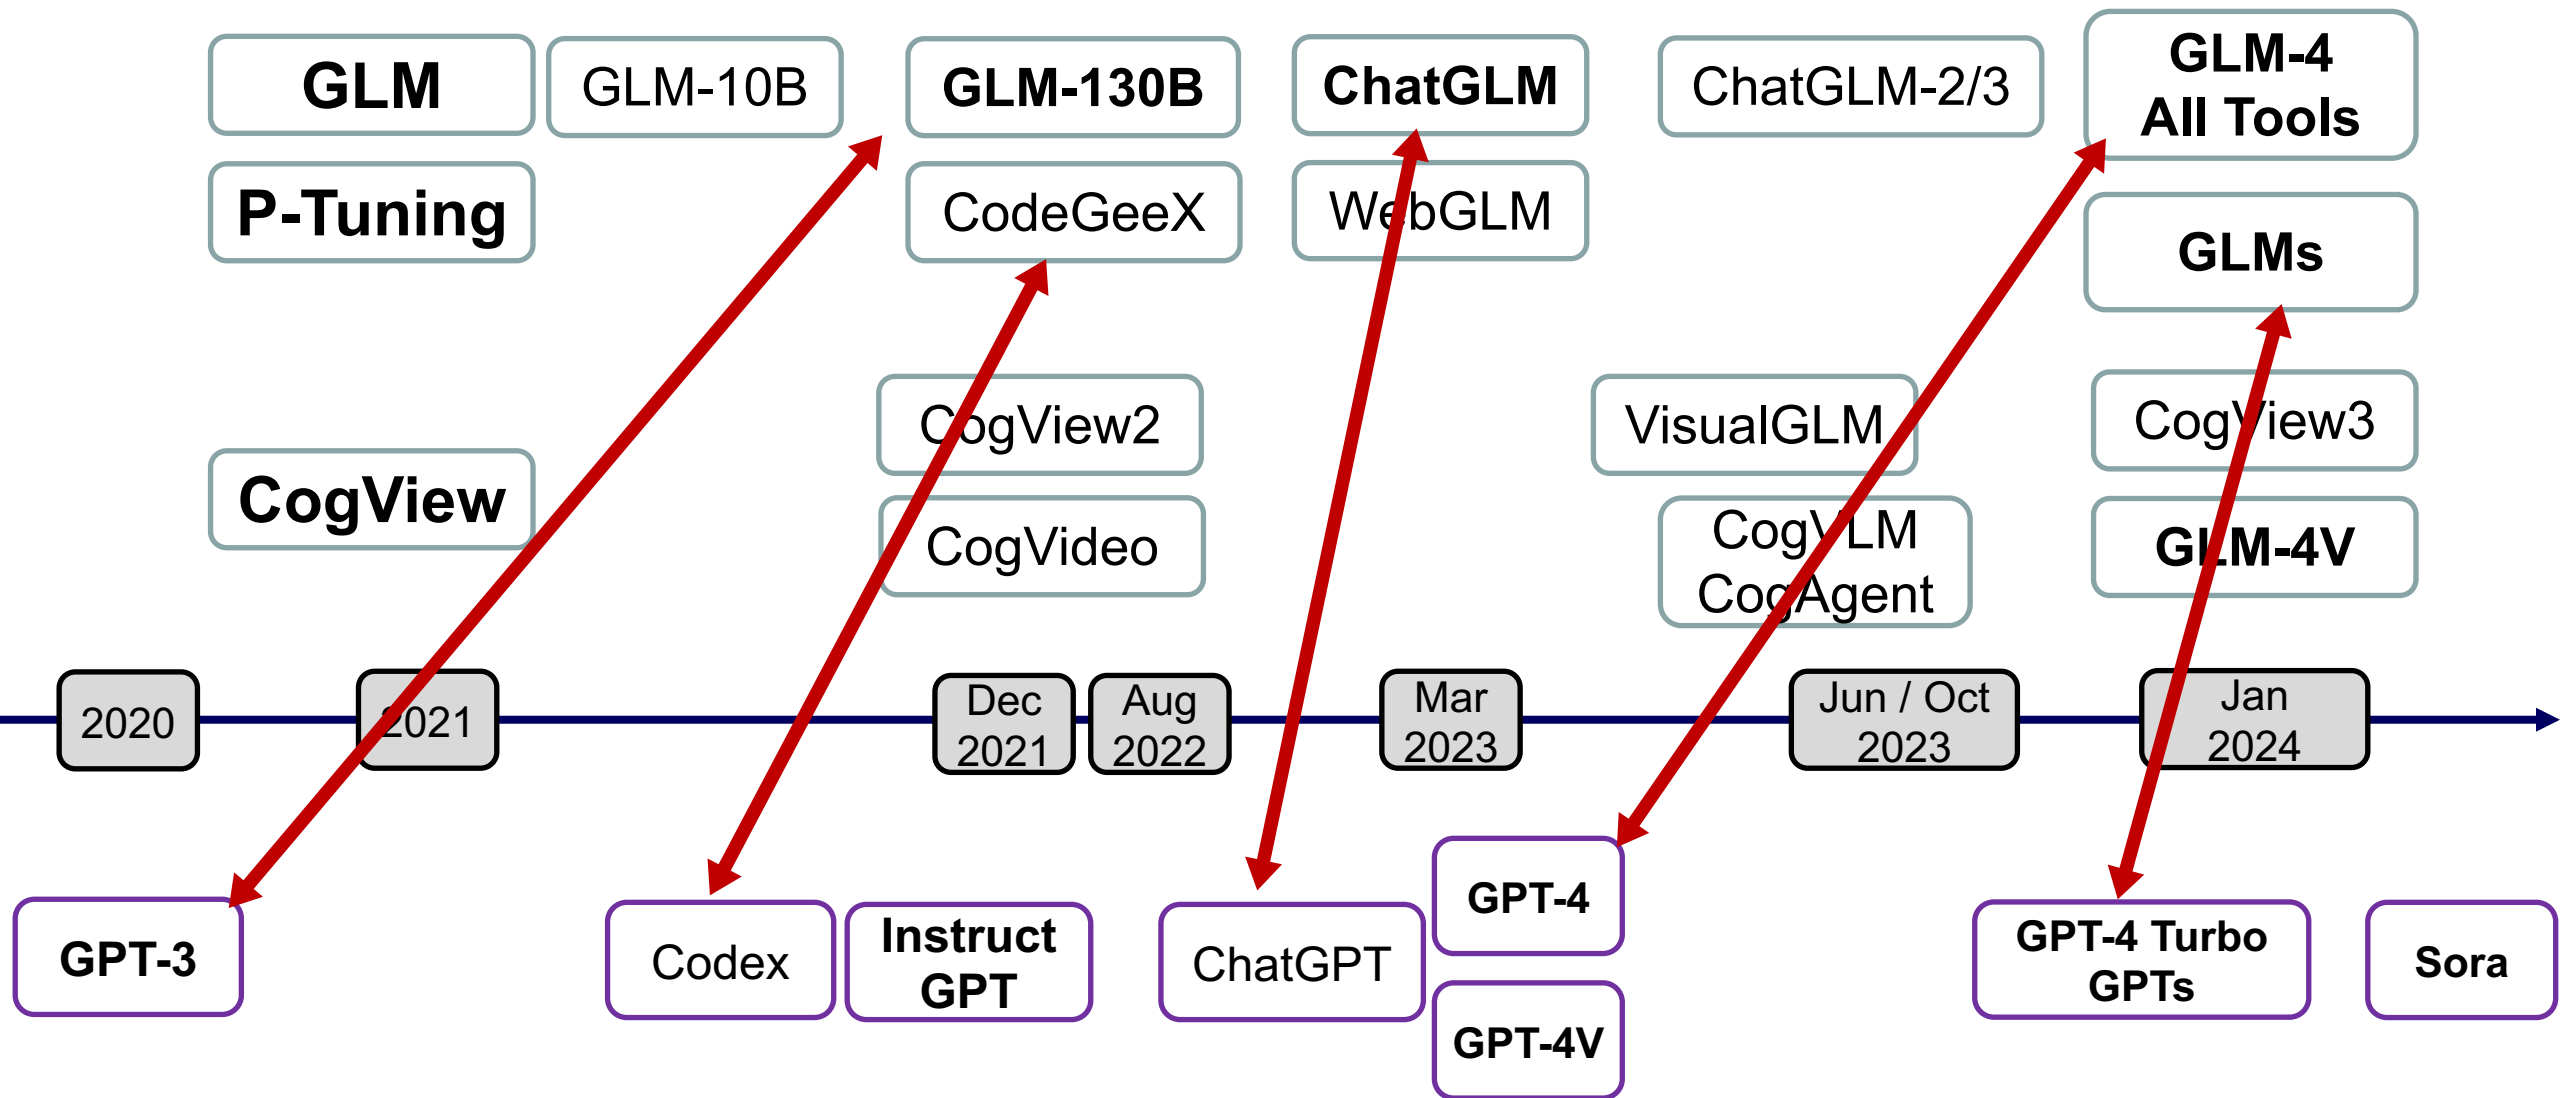 GLM
GLM-10B
GLM-130B
ChatGLM
ChatGLM-2/3
GLM-4
All Tools
P-Tuning
CodeGeeX
WebGLM
GLMs
CogView
CogView2
CogVideo
VisualGLM
CogVLM
CogAgent
CogView3
GLM-4V
2020
2021
Dec
2021
Aug
2022
Mar
2023
Jun / Oct
2023
Jan
2024
GPT-3
Codex
Instruct
GPT
ChatGPT
GPT-4
GPT-4V
GPT-4 Turbo
GPTs
Sora